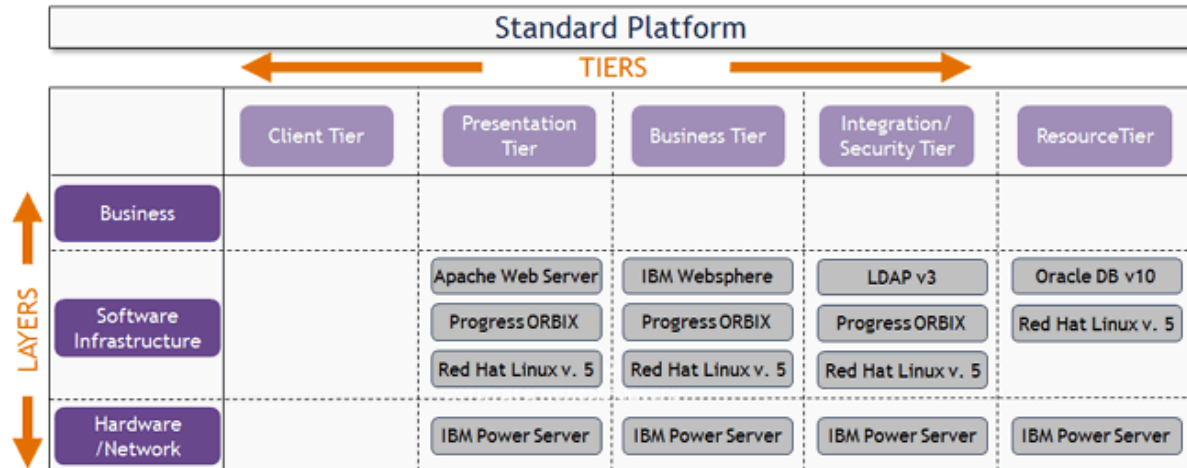 Standard Platform
TIERS
Client Tier
Presentation
Tier
Business Tier
Integration/
Security Tier
ResourceTier
LAYERS
Business
Software
Infrastructure
Apache Web Server
IBM Websphere
LDAP v3
Oracle DB v10
Progress ORBIX
Progress ORBIX
Progress ORBIX
Red Hat Linux v. 5
Red Hat Linux v. 5
Red Hat Linux v. 5
Red Hat Linux v. 5
Hardware
/Network
IBM Power Server
IBM Power Server
IBM Power Server
IBM Power Server